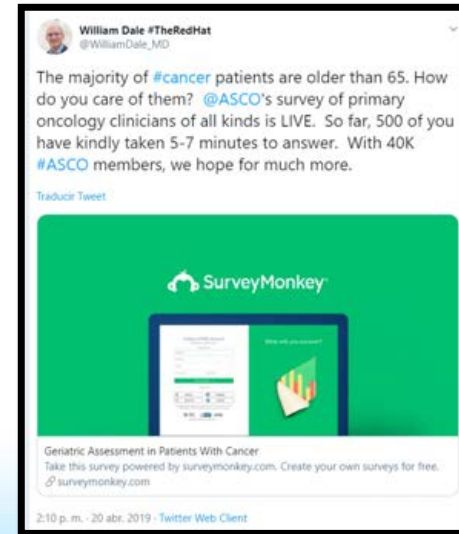 William Dale #TheRedHat
@WilliamDale_MD
The majority of #cancer patients are older than 65. How
do you care of them? @ASCO's survey of primary
oncology clinicians of all kinds is LIVE. So far, 500 of you
have kindly taken 5-7 minutes to answer. With 40K
#ASCO members, we hope for much more.
Traducir Tweet
SurveyMonkey
Geriatric Assessment in Patients With Cancer
Take this survey powered by surveymonkey.com. Create your own surveys for free.
surveymonkey.com
2:10 p. m. · 20 abr. 2019 · Twitter Web Client